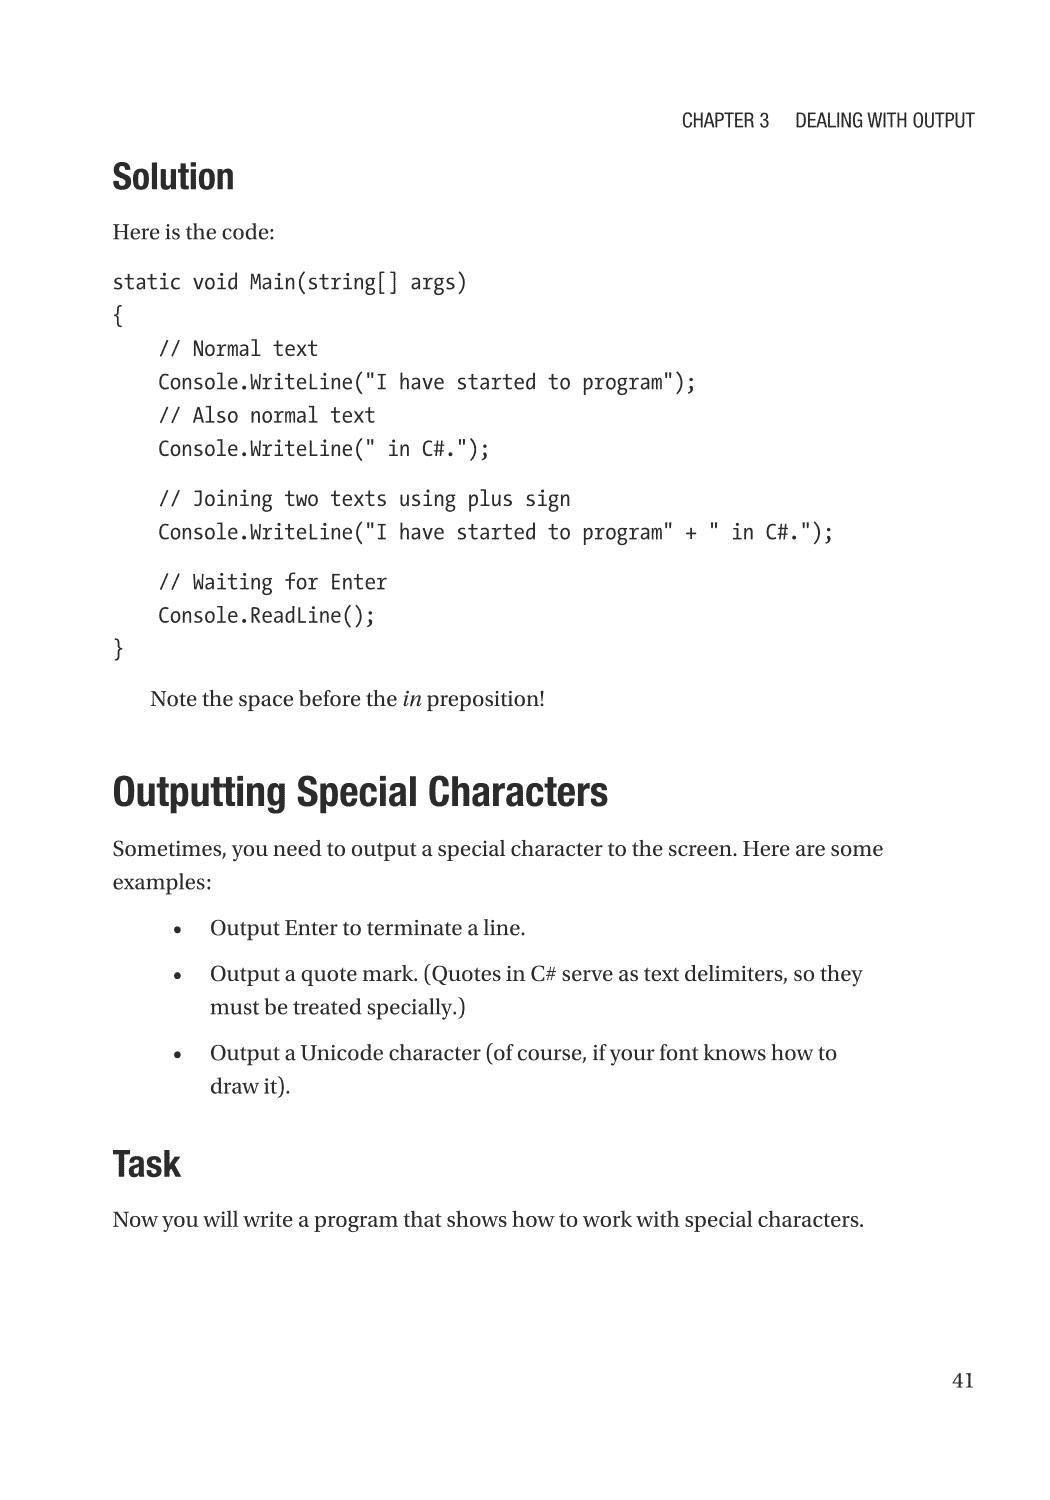 CHAPTER 3 DEALING WITH OUTPUT
Solution
Here is the code:
static void Main(string[] args)
{
    // Normal text
    Console.WriteLine("I have started to program");
    // Also normal text
    Console.WriteLine(" in C#.");
    // Joining two texts using plus sign
    Console.WriteLine("I have started to program" + " in C#.");
    // Waiting for Enter
    Console.ReadLine();
}
Note the space before the in preposition!
Outputting Special Characters
Sometimes, you need to output a special character to the screen. Here are some
examples:
• Output Enter to terminate a line.
• Output a quote mark. (Quotes in C# serve as text delimiters, so they
must be treated specially.)
• Output a Unicode character (of course, if your font knows how to
draw it).
Task
Now you will write a program that shows how to work with special characters.
41